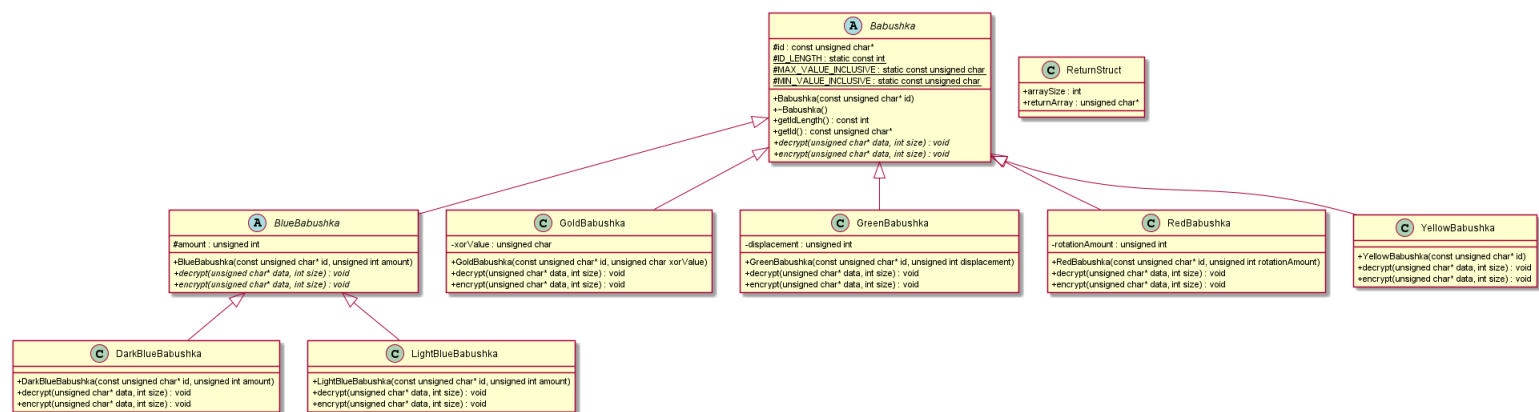 A Babushka
#id : const unsigned char*
#ID_LENGTH : static const int
#MAX_VALUE_INCLUSIVE : static const unsigned char
#MIN_VALUE_INCLUSIVE : static const unsigned char
+Babushka(const unsigned char* id)
+~Babushka()
+getIdLength() : const int
+getId() : const unsigned char*
+decrypt(unsigned char* data, int size) : void
+encrypt(unsigned char* data, int size) : void
C ReturnStruct
+arraySize : int
+returnArray : unsigned char*
A BlueBabushka
#amount : unsigned int
+BlueBabushka(const unsigned char* id, unsigned int amount)
+decrypt(unsigned char* data, int size) : void
+encrypt(unsigned char* data, int size) : void
C GoldBabushka
-xorValue : unsigned char
+GoldBabushka(const unsigned char* id, unsigned char xorValue)
+decrypt(unsigned char* data, int size) : void
+encrypt(unsigned char* data, int size) : void
C GreenBabushka
-displacement : unsigned int
+GreenBabushka(const unsigned char* id, unsigned int displacement)
+decrypt(unsigned char* data, int size) : void
+encrypt(unsigned char* data, int size) : void
C RedBabushka
-rotationAmount : unsigned int
+RedBabushka(const unsigned char* id, unsigned int rotationAmount)
+decrypt(unsigned char* data, int size) : void
+encrypt(unsigned char* data, int size) : void
C YellowBabushka
+YellowBabushka(const unsigned char* id)
+decrypt(unsigned char* data, int size) : void
+encrypt(unsigned char* data, int size) : void
C DarkBlueBabushka
+DarkBlueBabushka(const unsigned char* id, unsigned int amount)
+decrypt(unsigned char* data, int size) : void
+encrypt(unsigned char* data, int size) : void
C LightBlueBabushka
+LightBlueBabushka(const unsigned char* id, unsigned int amount)
+decrypt(unsigned char* data, int size) : void
+encrypt(unsigned char* data, int size) : void